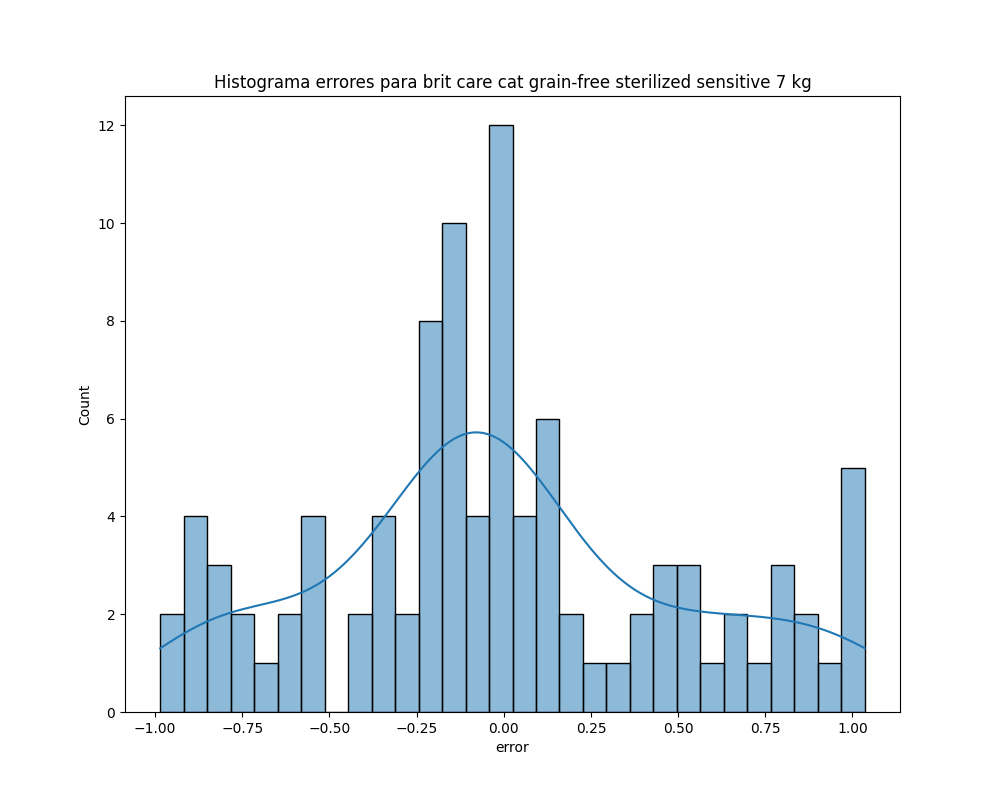 Histograma errores para brit care cat grain-free sterilized sensitive 7 kg
12
10
8
6
4
2
0
Count
−1.00 −0.75 −0.50 −0.25 0.00 0.25 0.50 0.75 1.00
error